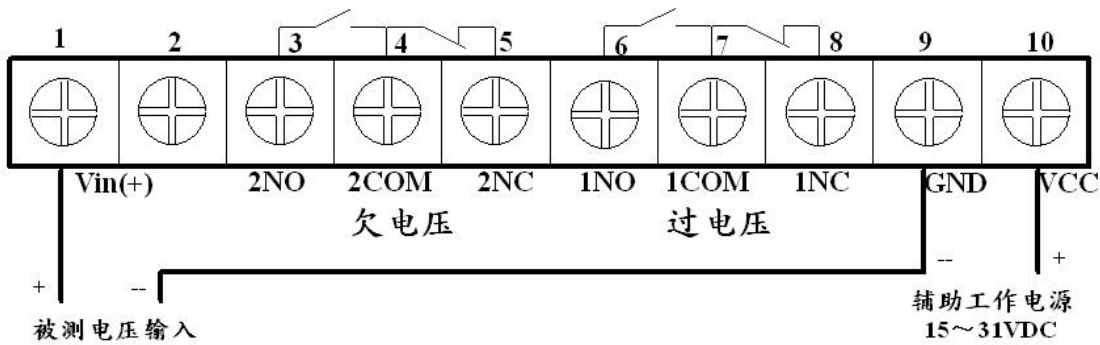 1 2 3 4 5 6 7 8 9 10
Vin(+) 2NO 2COM 2NC 1NO 1COM 1NC GND VCC
欠电压 过电压
+ -- -- +
被测电压输入 辅助工作电源
15～31VDC